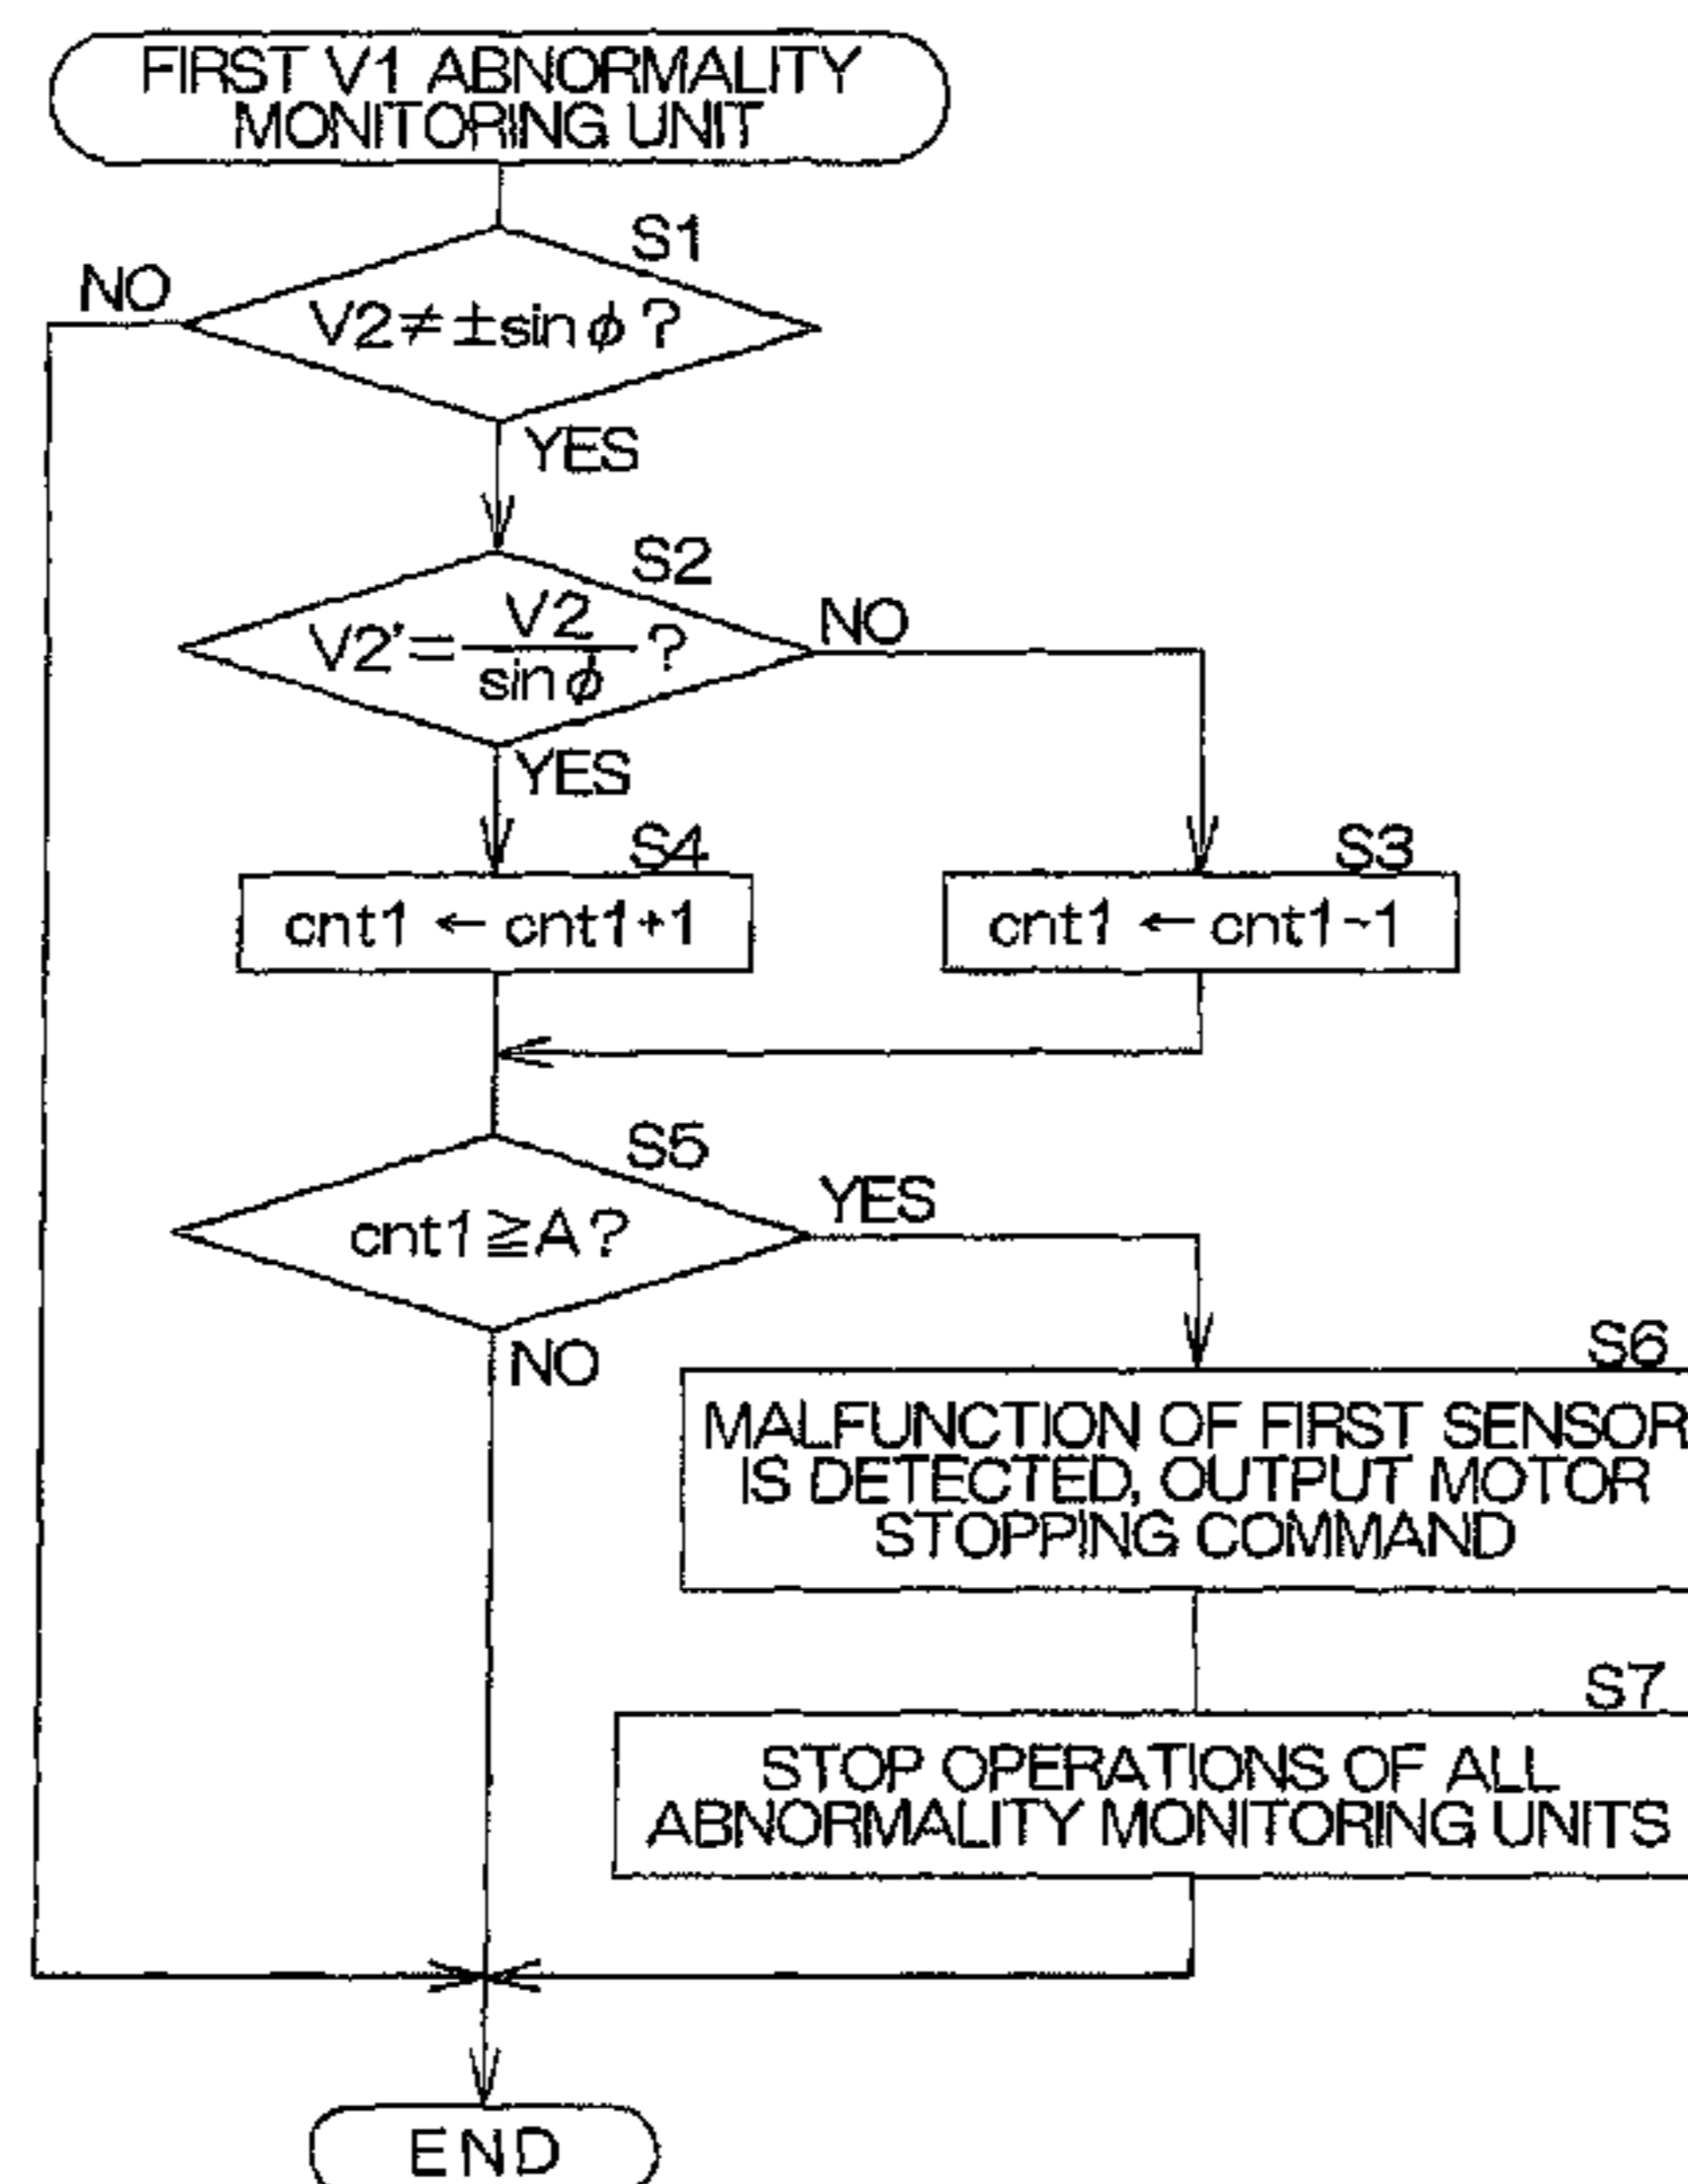 FIRST V1 ABNORMALITY
MONITORING UNIT
S1
NO
V2≠±sinϕ?
YES
S2
V2'=V2/sinϕ?
NO
YES
S4
cnt1 ← cnt1+1
S3
cnt1 ← cnt1-1
S5
cnt1≧A?
YES
NO
S6
MALFUNCTION OF FIRST SENSOR
IS DETECTED, OUTPUT MOTOR
STOPPING COMMAND
S7
STOP OPERATIONS OF ALL
ABNORMALITY MONITORING UNITS
END